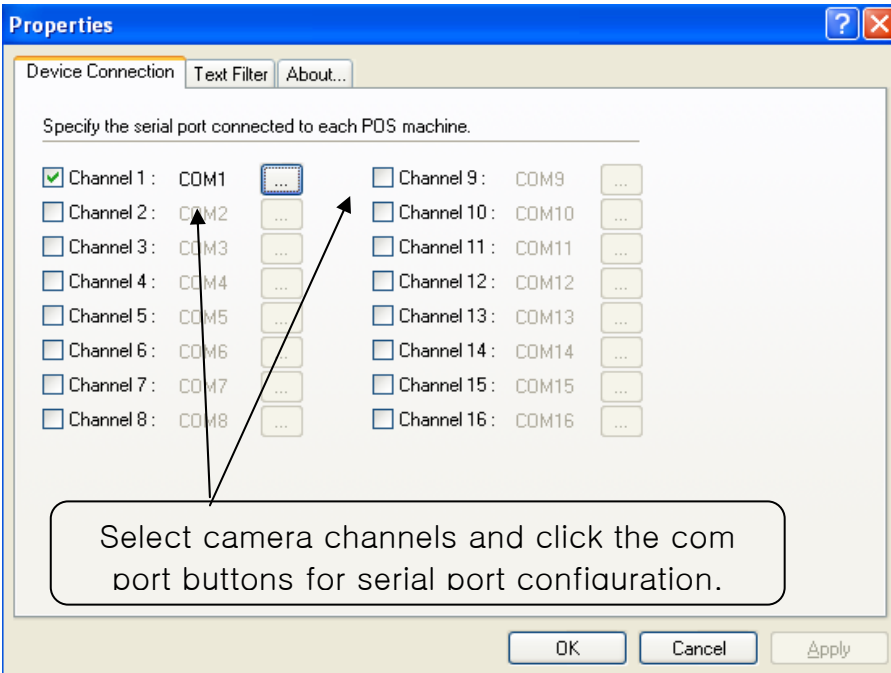 Properties
Device Connection Text Filter About...
Specify the serial port connected to each POS machine.
Channel 1 : COM1 ... Channel 9 : COM9 ...
Channel 2 : COM2 ... Channel 10 : COM10 ...
Channel 3 : COM3 ... Channel 11 : COM11 ...
Channel 4 : COM4 ... Channel 12 : COM12 ...
Channel 5 : COM5 ... Channel 13 : COM13 ...
Channel 6 : COM6 ... Channel 14 : COM14 ...
Channel 7 : COM7 ... Channel 15 : COM15 ...
Channel 8 : COM8 ... Channel 16 : COM16 ...
Select camera channels and click the com
port buttons for serial port configuration.
OK Cancel Apply